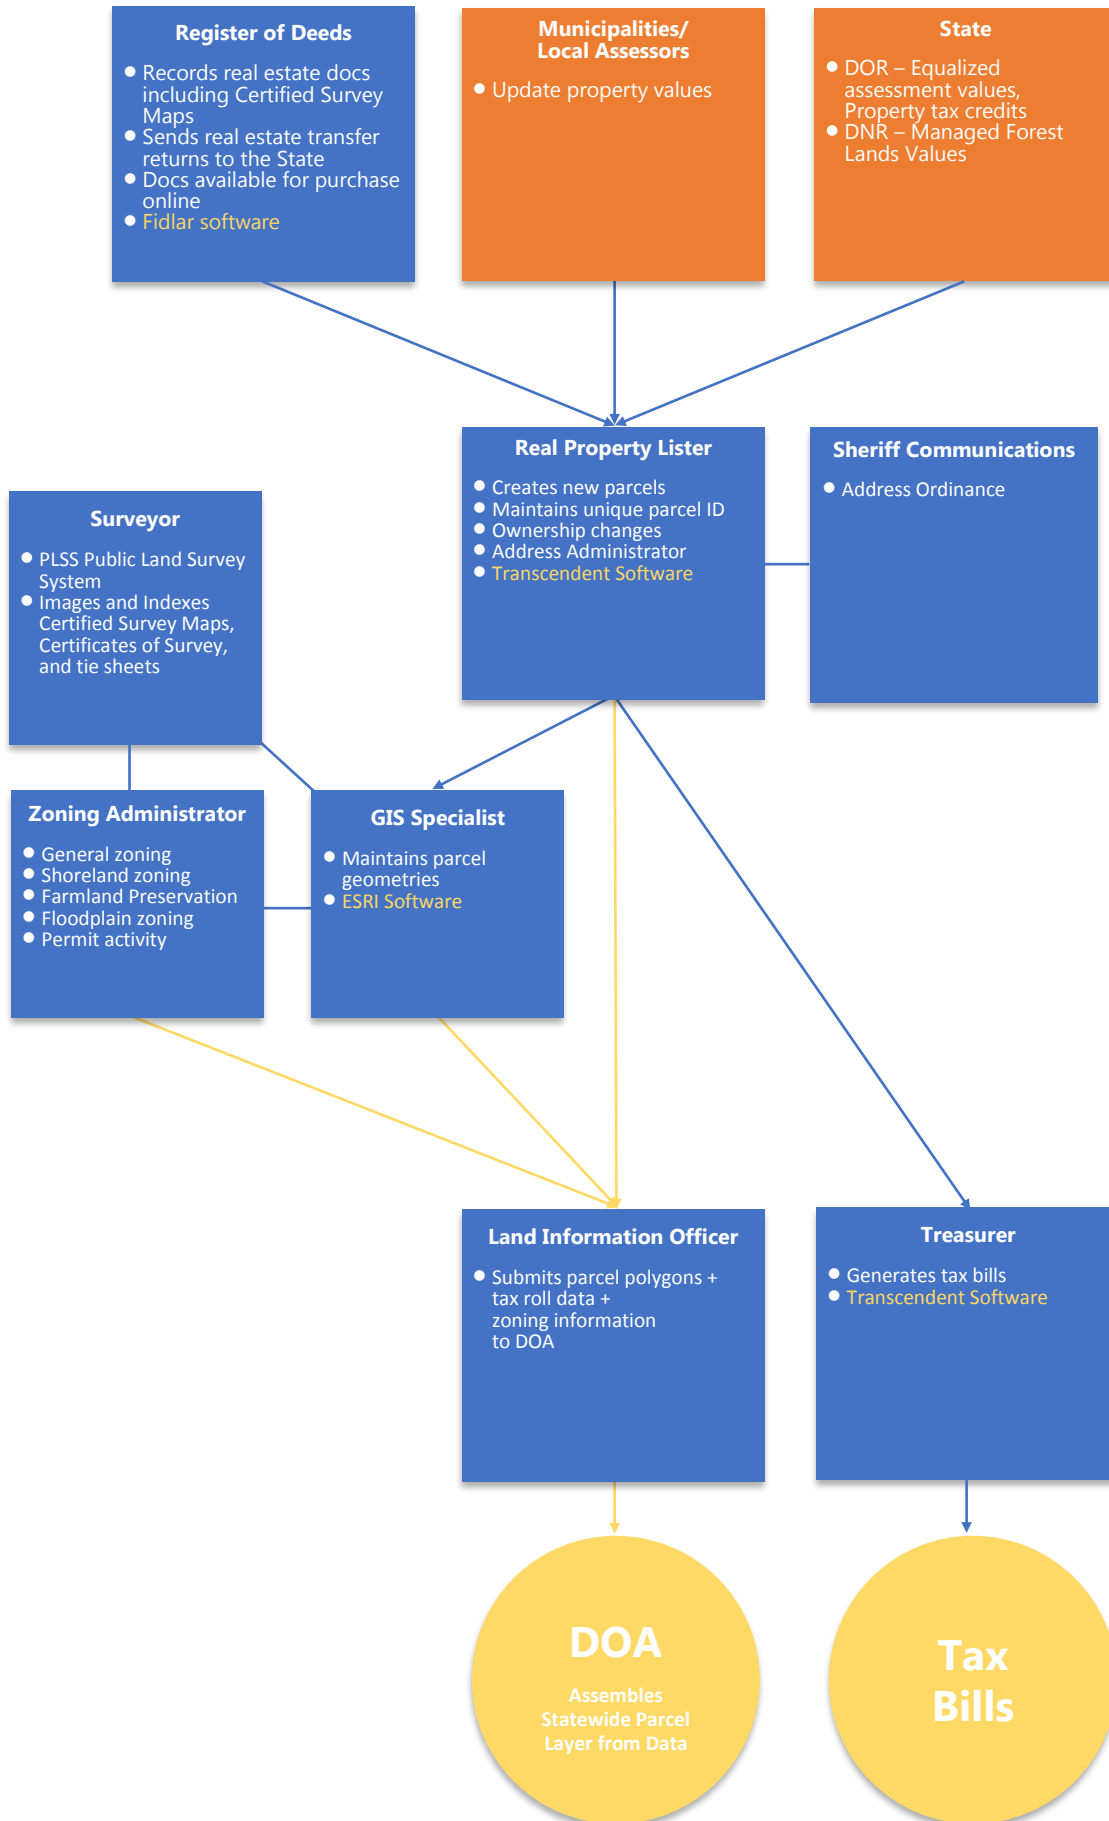 Register of Deeds
● Records real estate docs
including Certified Survey
Maps
● Sends real estate transfer
returns to the State
● Docs available for purchase
online
● Fidlar software
Municipalities/
Local Assessors
● Update property values
State
● DOR – Equalized
assessment values,
Property tax credits
● DNR – Managed Forest
Lands Values
Real Property Lister
● Creates new parcels
● Maintains unique parcel ID
● Ownership changes
● Address Administrator
● Transcendent Software
Sheriff Communications
● Address Ordinance
Surveyor
● PLSS Public Land Survey
System
● Images and Indexes
Certified Survey Maps,
Certificates of Survey,
and tie sheets
Zoning Administrator
● General zoning
● Shoreland zoning
● Farmland Preservation
● Floodplain zoning
● Permit activity
GIS Specialist
● Maintains parcel
geometries
● ESRI Software
Land Information Officer
● Submits parcel polygons +
tax roll data +
zoning information
to DOA
Treasurer
● Generates tax bills
● Transcendent Software
DOA
Assembles
Statewide Parcel
Layer from Data
Tax
Bills